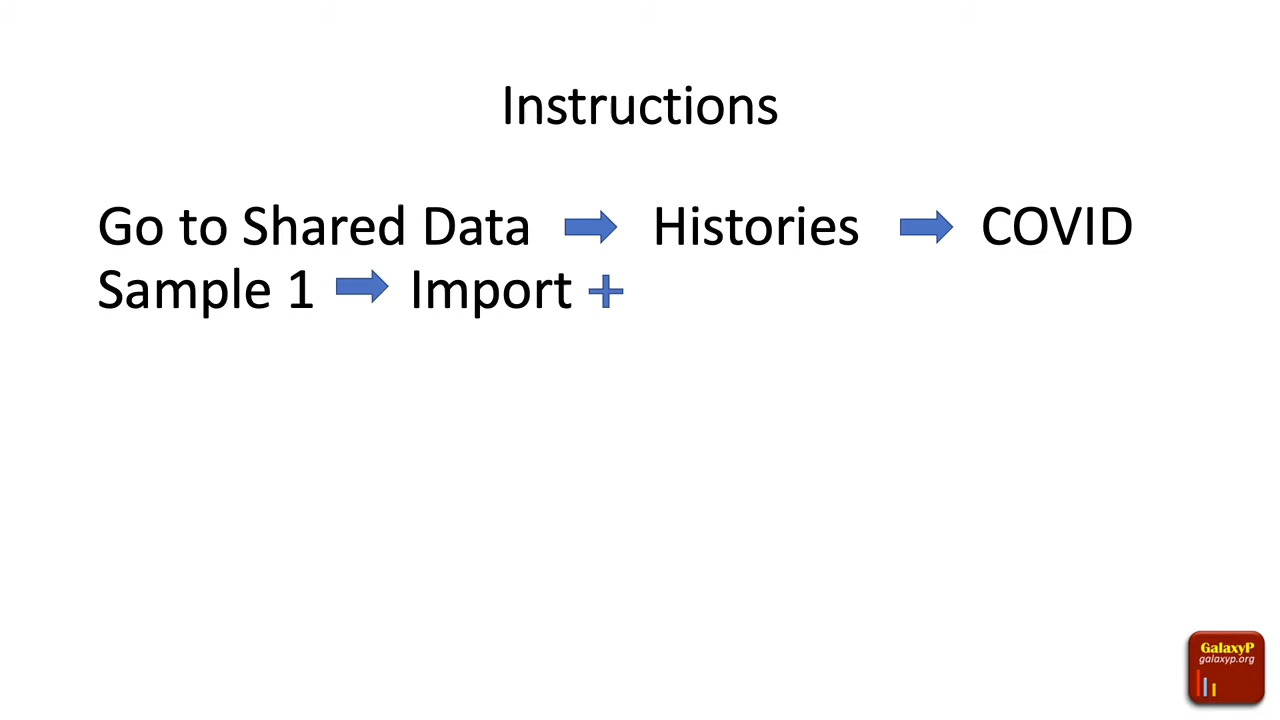 Instructions
Go to Shared Data Histories COVID
Sample 1 Import +
GalaxyP
galaxyp.org